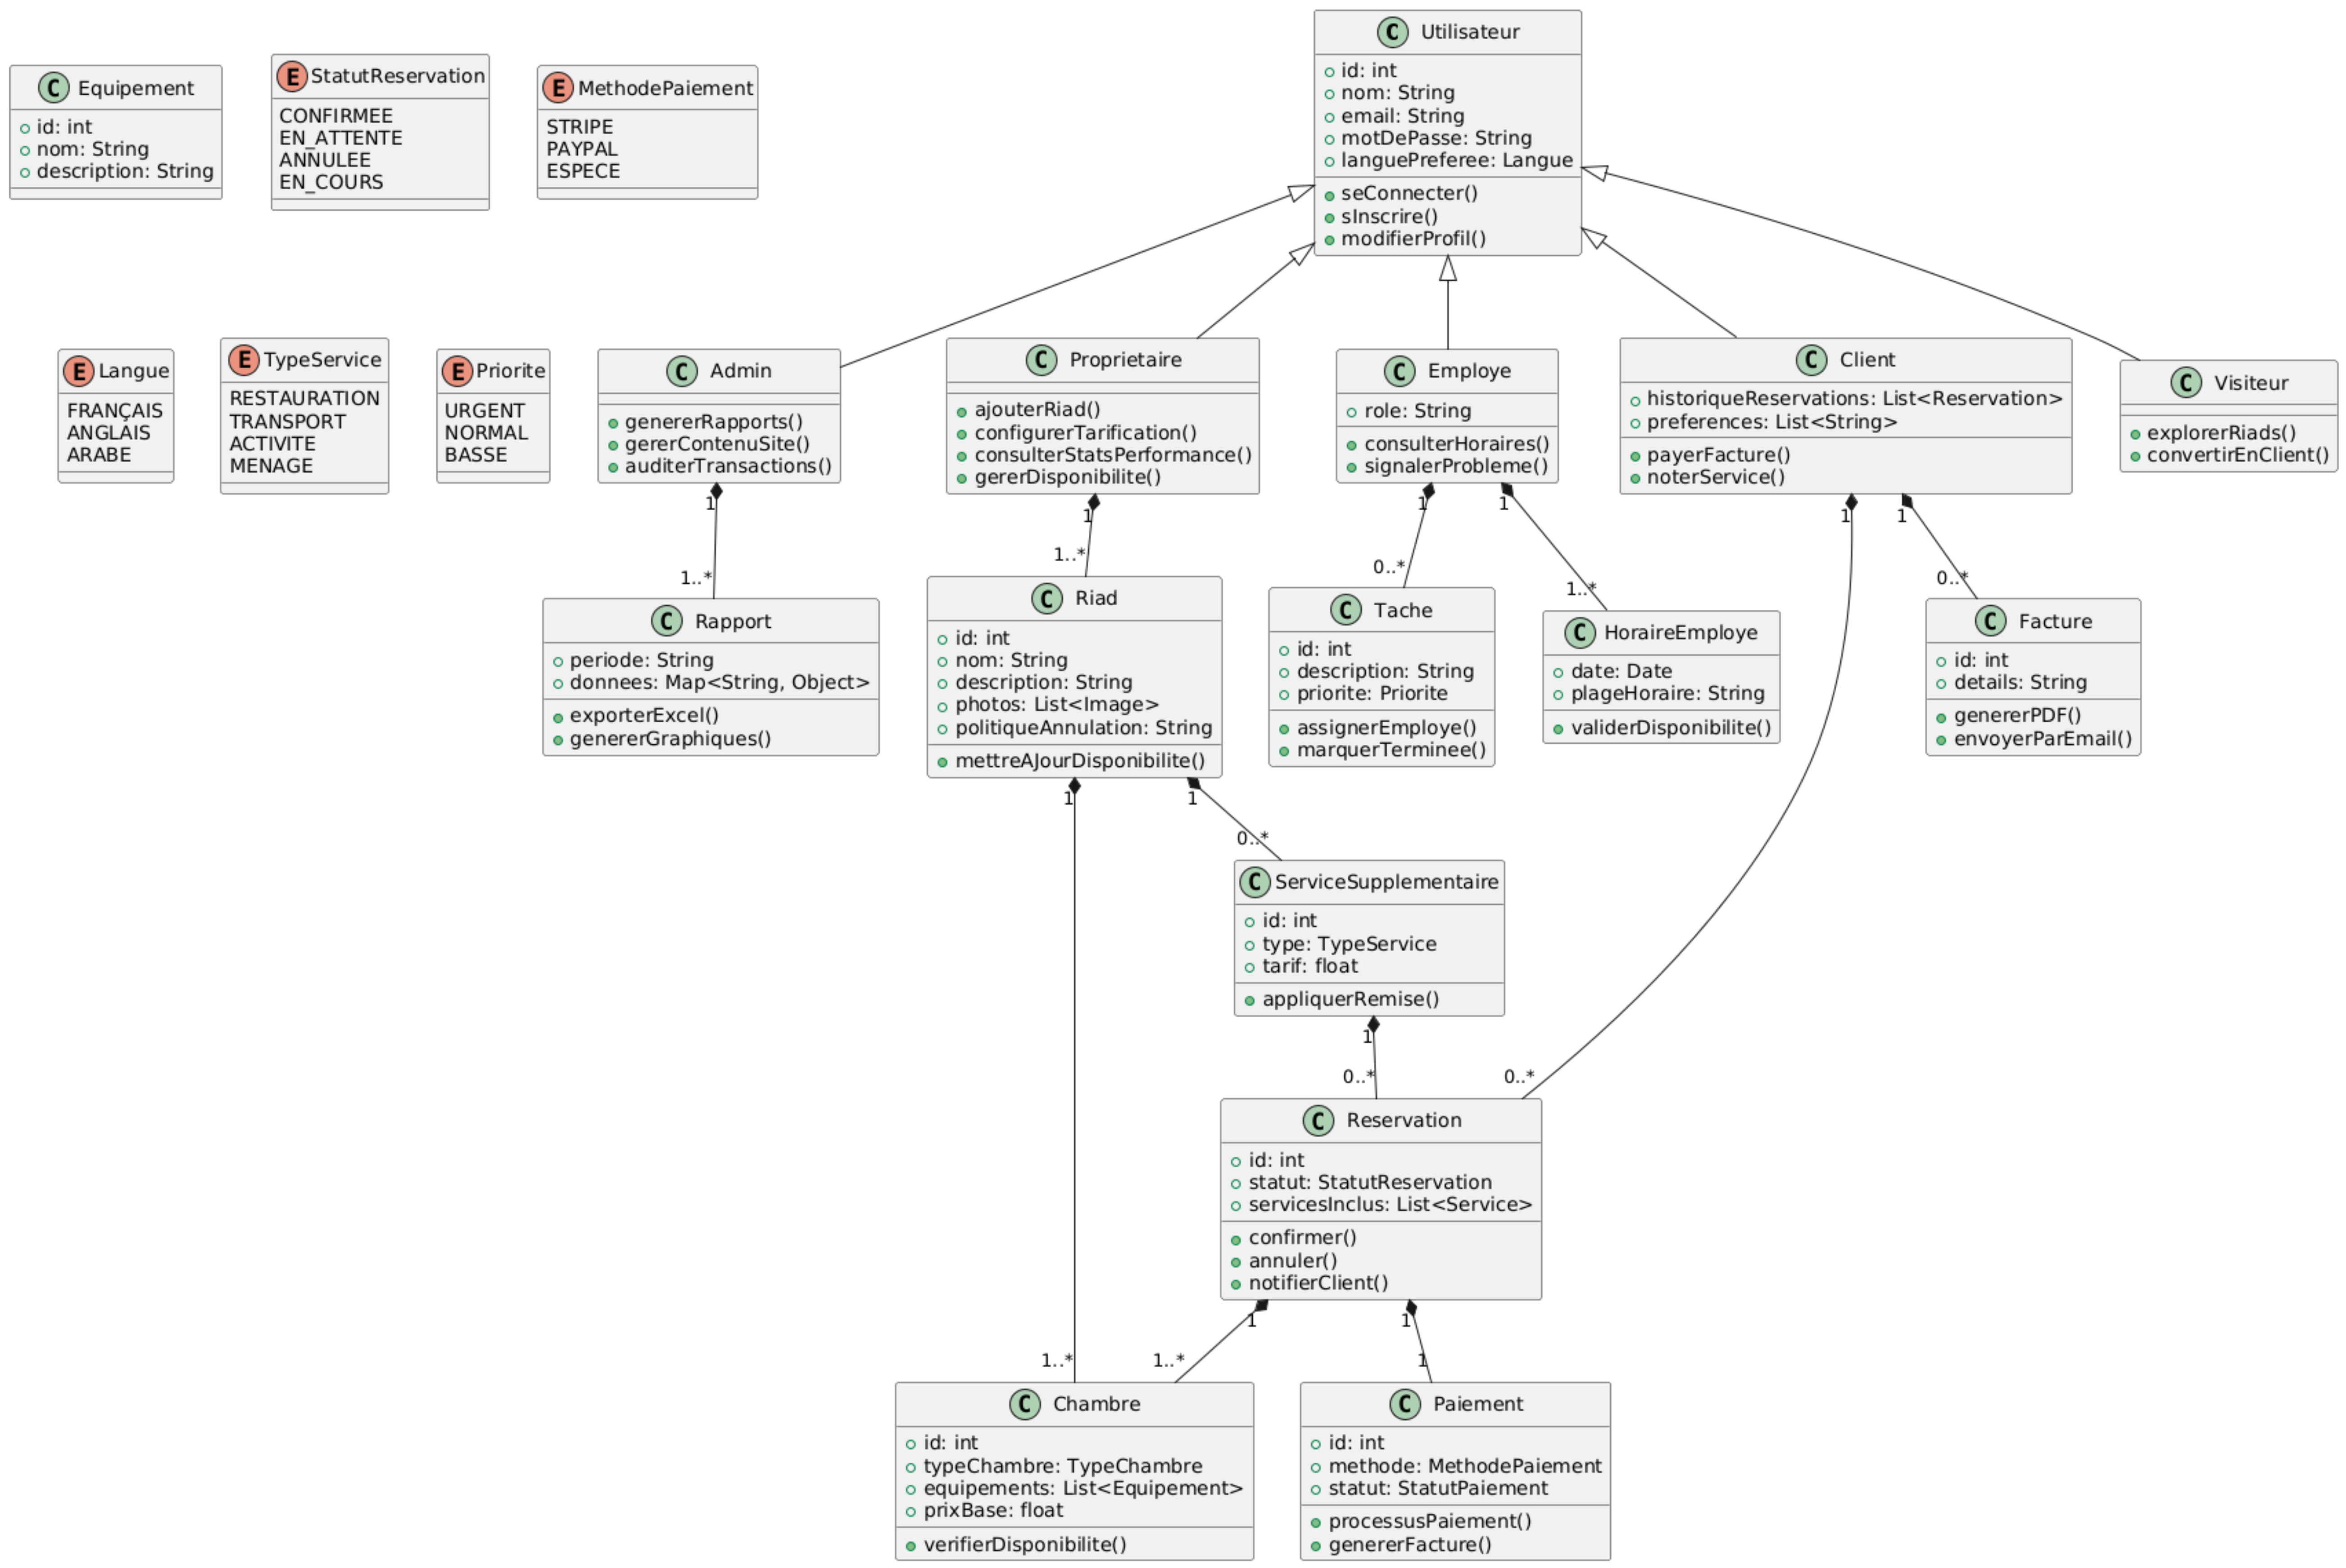 C Utilisateur
id: int
nom: String
email: String
motDePasse: String
languePreferee: Langue
seConnecter()
sInscrire()
modifierProfil()
C Equipement
id: int
nom: String
description: String
E StatutReservation
CONFIRMEE
EN_ATTENTE
ANNULEE
EN_COURS
E MethodePaiement
STRIPE
PAYPAL
ESPECE
E Langue
FRANÇAIS
ANGLAIS
ARABE
E TypeService
RESTAURATION
TRANSPORT
ACTIVITE
MENAGE
E Priorite
URGENT
NORMAL
BASSE
C Admin
genererRapports()
gererContenuSite()
auditerTransactions()
C Proprietaire
ajouterRiad()
configurerTarification()
consulterStatsPerformance()
gererDisponibilite()
C Employe
role: String
consulterHoraires()
signalerProbleme()
C Client
historiqueReservations: List<Reservation>
preferences: List<String>
payerFacture()
noterService()
C Visiteur
explorerRiads()
convertirEnClient()
1
1..*
1
1..*
1
0..*
1
1..*
1
0..*
1
0..*
C Rapport
periode: String
donnees: Map<String, Object>
exporterExcel()
genererGraphiques()
C Riad
id: int
nom: String
description: String
photos: List<Image>
politiqueAnnulation: String
mettreAJourDisponibilite()
C Tache
id: int
description: String
priorite: Priorite
assignerEmploye()
marquerTerminee()
C HoraireEmploye
date: Date
plageHoraire: String
validerDisponibilite()
C Facture
id: int
details: String
genererPDF()
envoyerParEmail()
1
1..*
1
0..*
C ServiceSupplementaire
id: int
type: TypeService
tarif: float
appliquerRemise()
1
0..*
C Reservation
id: int
statut: StatutReservation
servicesInclus: List<Service>
confirmer()
annuler()
notifierClient()
1
1..*
1
1
C Chambre
id: int
typeChambre: TypeChambre
equipements: List<Equipement>
prixBase: float
verifierDisponibilite()
C Paiement
id: int
methode: MethodePaiement
statut: StatutPaiement
processusPaiement()
genererFacture()